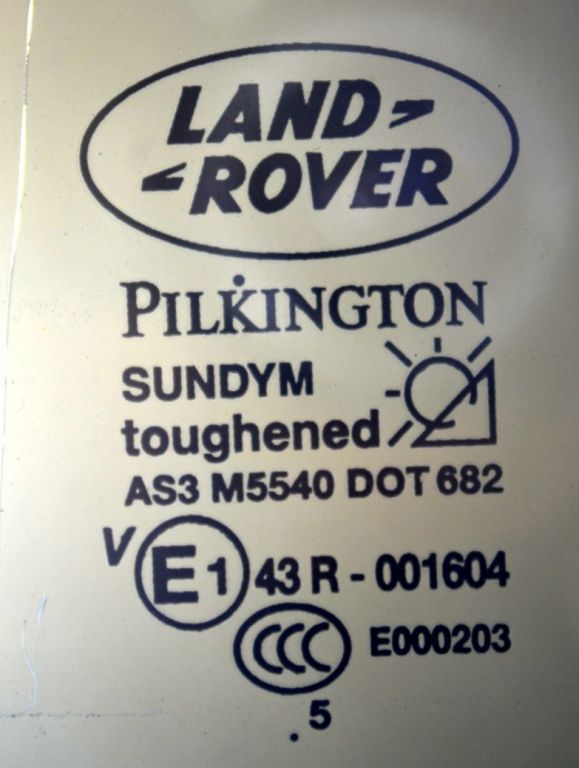 LAND
ROVER
PILKINGTON
SUNDYM
toughened
AS3 M5540 DOT 682
V E1 43 R - 001604
CCC E000203
. 5